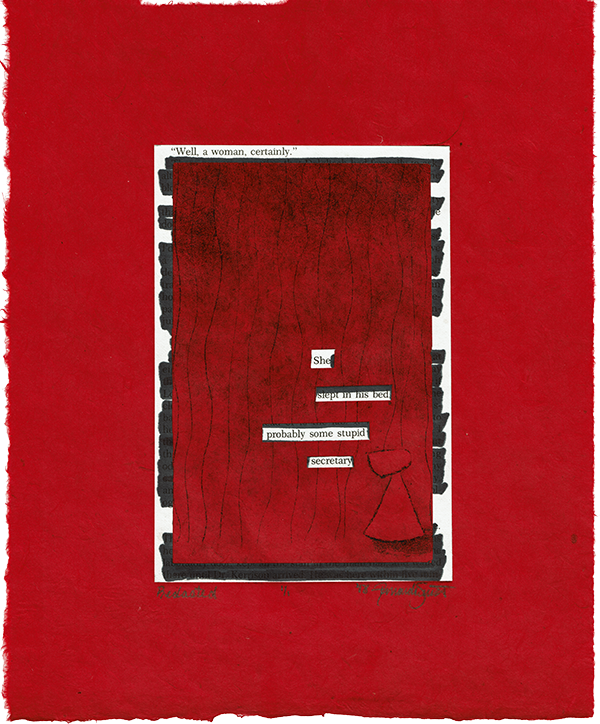 "Well, a woman, certainly."
She
slept in his bed,
probably some stupid
secretary